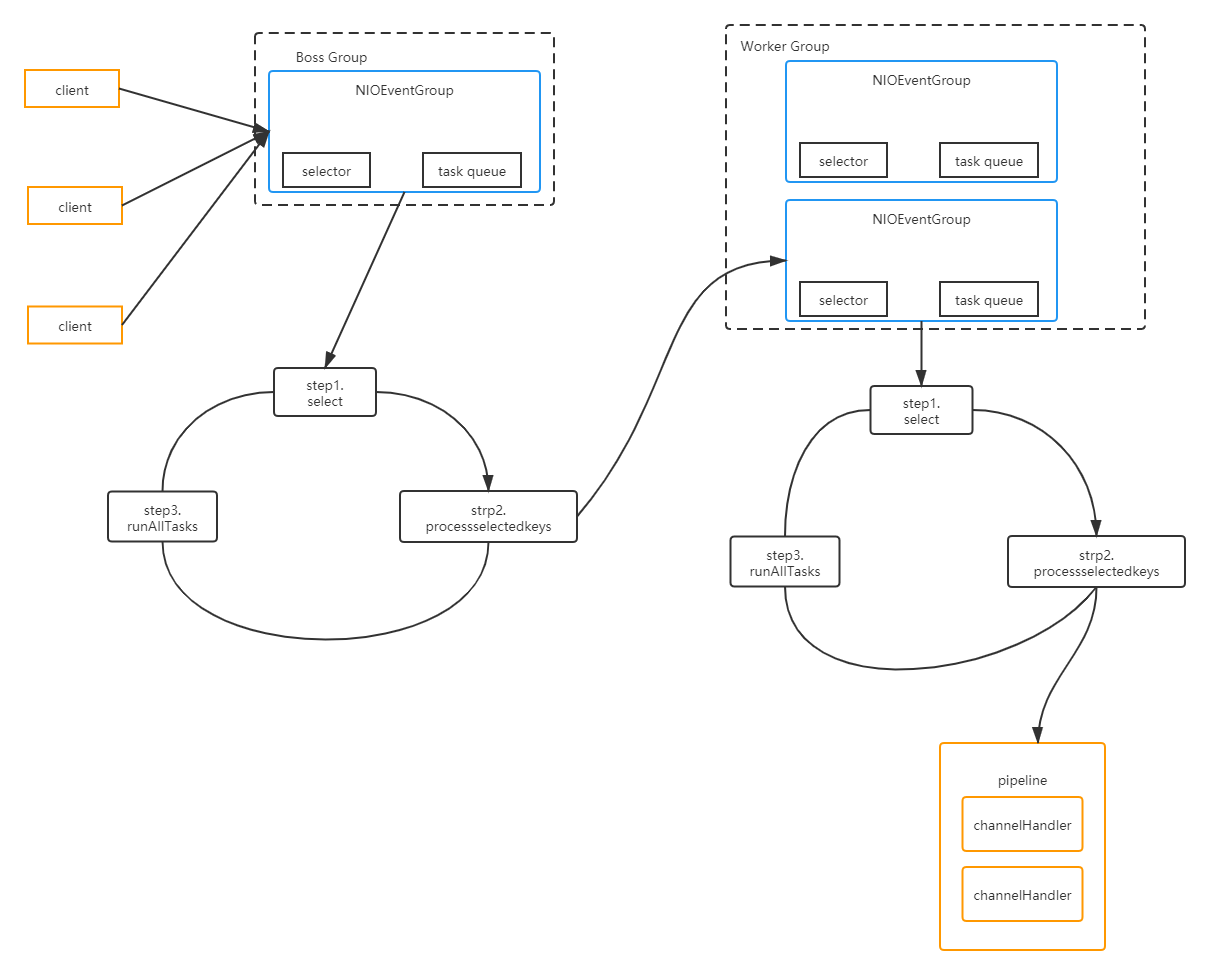 Boss Group
NIOEventGroup
selector
task queue
client
client
client
step1.
select
strp2.
processselectedkeys
step3.
runAllTasks
Worker Group
NIOEventGroup
selector
task queue
NIOEventGroup
selector
task queue
step1.
select
strp2.
processselectedkeys
step3.
runAllTasks
pipeline
channelHandler
channelHandler